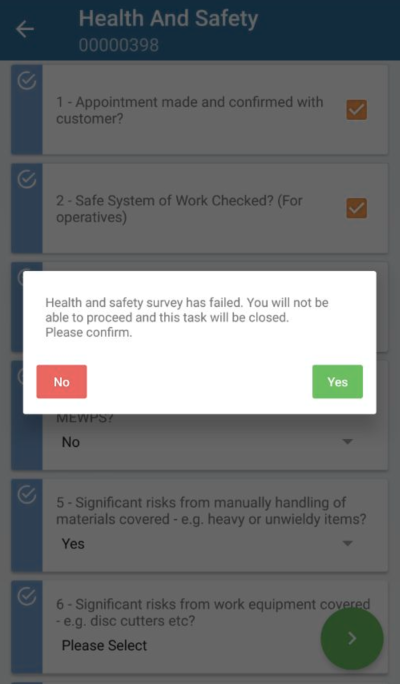 Health And Safety
00000398
1 - Appointment made and confirmed with
customer?
2 - Safe System of Work Checked? (For
operatives)
Health and safety survey has failed. You will not be
able to proceed and this task will be closed.
Please confirm.
No
Yes
MEWPS?
No
5 - Significant risks from manually handling of
materials covered - e.g. heavy or unwieldy items?
Yes
6 - Significant risks from work equipment covered
- e.g. disc cutters etc?
Please Select